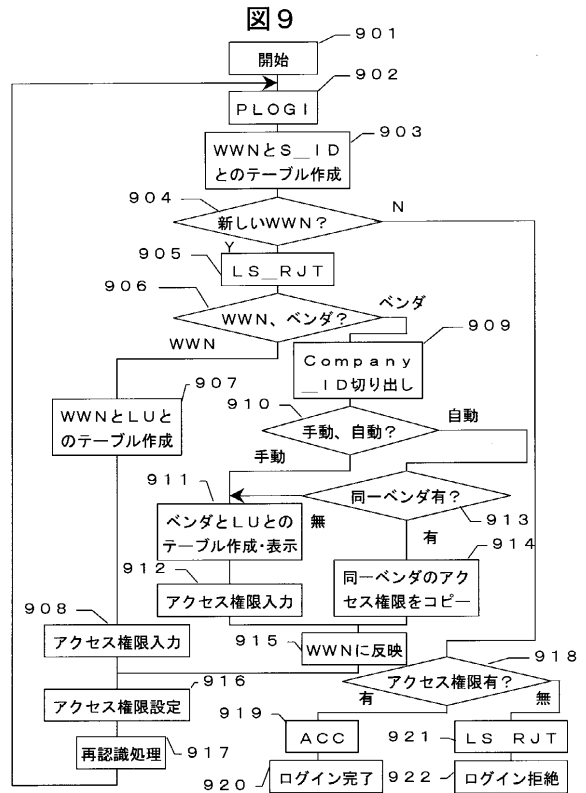 図9
901
開始
902
PLOGI
903
WWNとS_ID
とのテーブル作成
904
新しいWWN?
N
Y
905
LS_RJT
906
WWN、ベンダ?
ベンダ
WWN
909
Company
_ID切り出し
907
WWNとLUと
のテーブル作成
910
手動、自動?
自動
手動
911
同一ベンダ有?
913
無
有
ベンダとLUとの
テーブル作成・表示
914
同一ベンダのアク
セス権限をコピー
912
アクセス権限入力
908
アクセス権限入力
915
WWNに反映
918
アクセス権限有?
916
アクセス権限設定
有
無
919
ACC
921
LS RJT
917
再認識処理
920
ログイン完了
922
ログイン拒絶